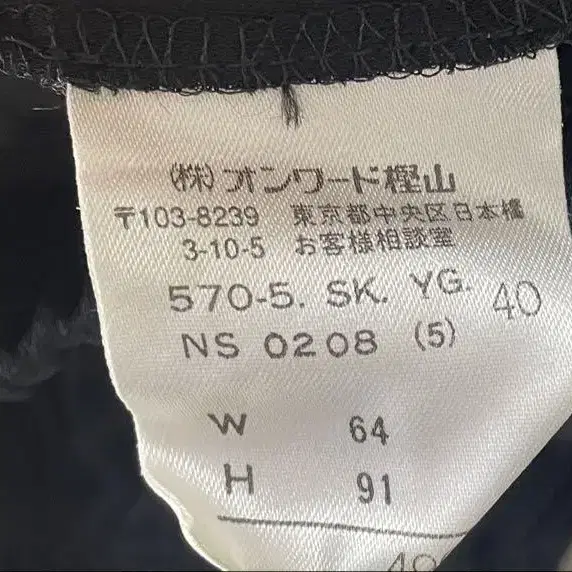 (株)オンワード樫山
〒103-8239 東京都中央区日本橋
3-10-5 お客様相談室
570-5. SK. YG. 40
NS 0208 (5)
W 64
H 91
40